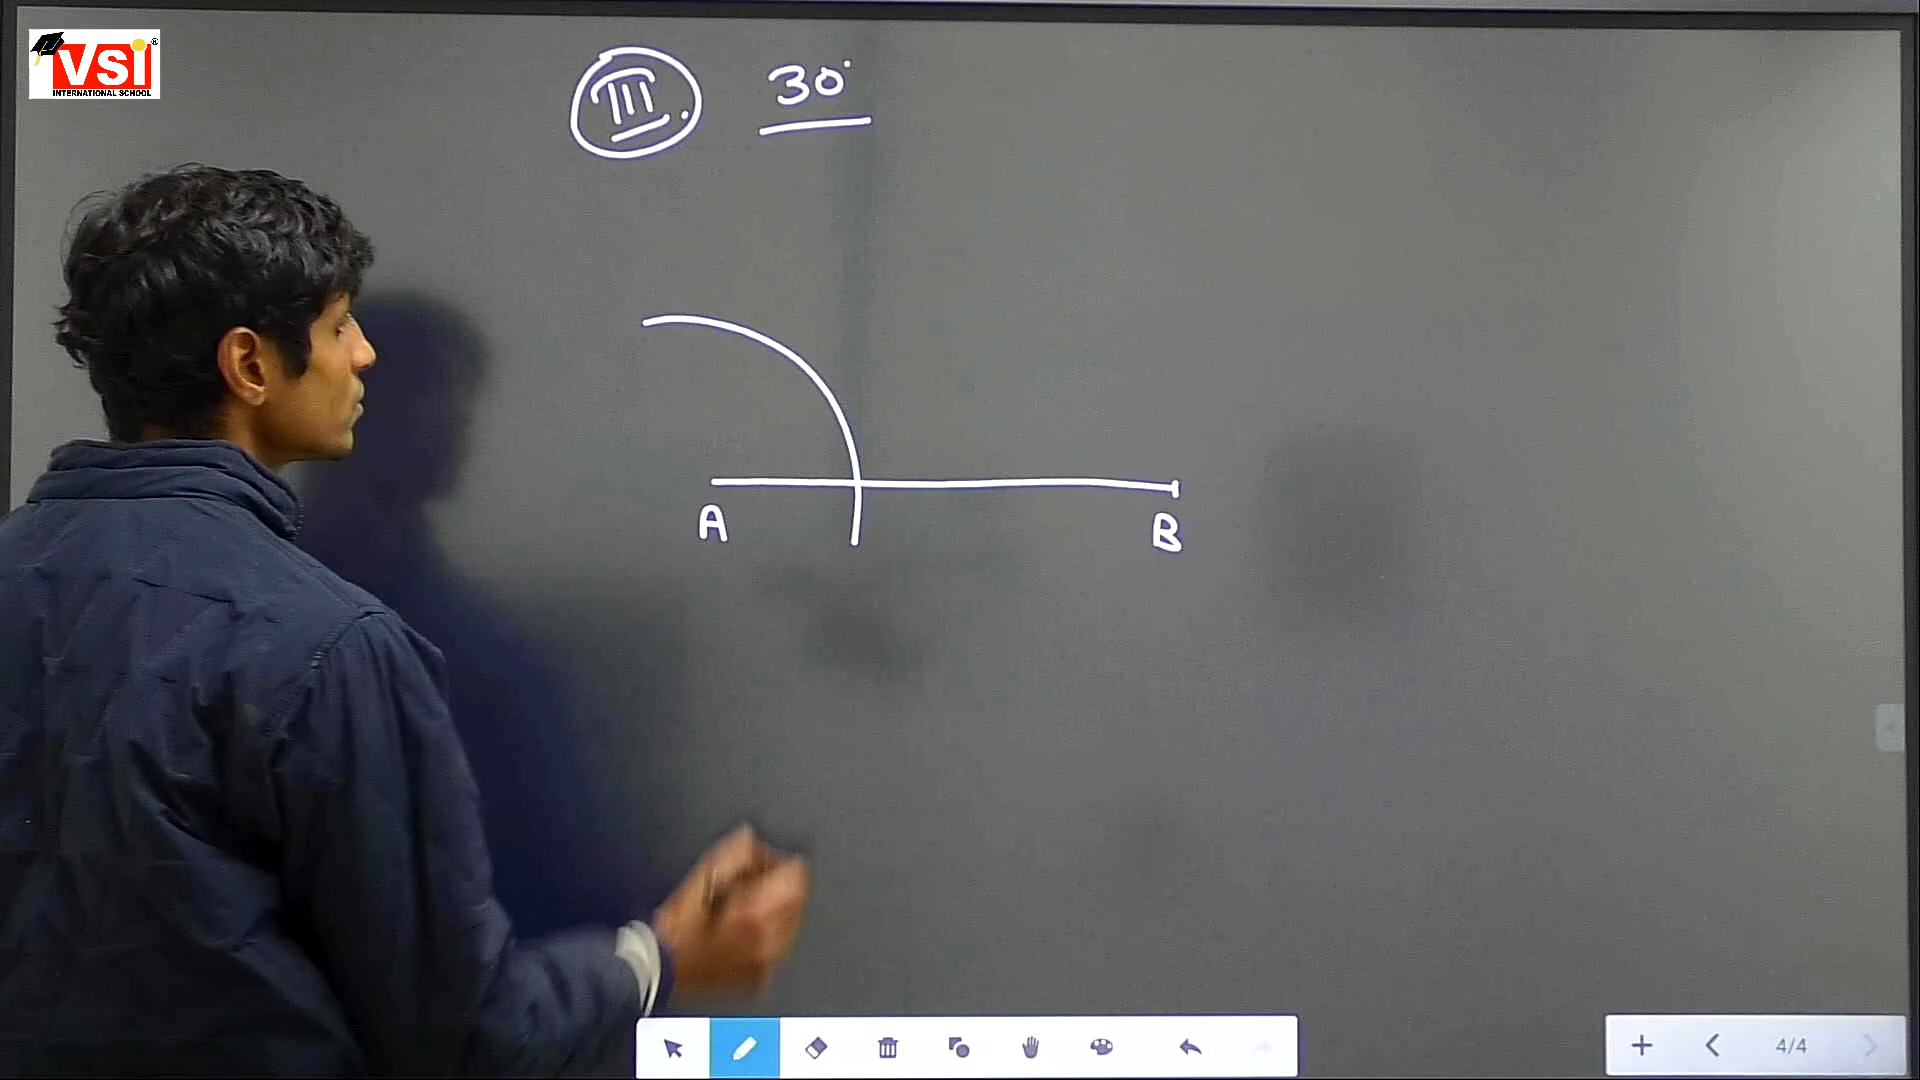 VSi®
INTERNATIONAL SCHOOL
III. 30°
A B
4/4